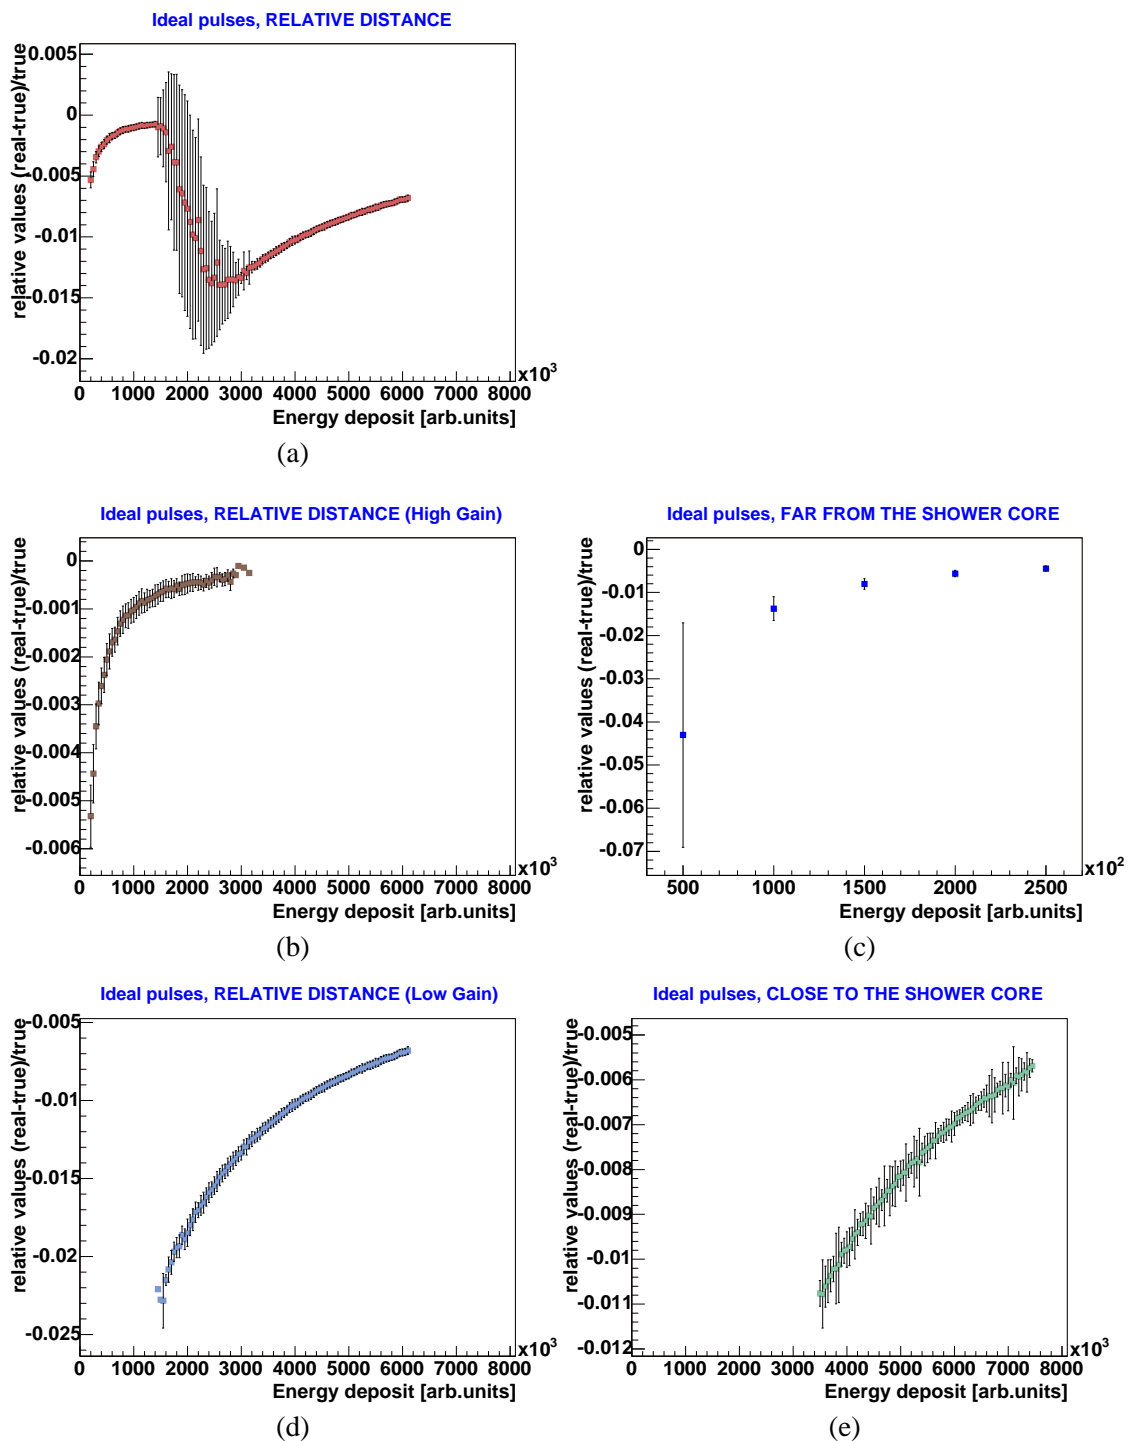 Ideal pulses, RELATIVE DISTANCE
relative values (real-true)/true
0.005
0
-0.005
-0.01
-0.015
-0.02
0 1000 2000 3000 4000 5000 6000 7000 8000
x10³
Energy deposit [arb.units]
(a)
Ideal pulses, RELATIVE DISTANCE (High Gain)
relative values (real-true)/true
0
-0.001
-0.002
-0.003
-0.004
-0.005
-0.006
0 1000 2000 3000 4000 5000 6000 7000 8000
x10³
Energy deposit [arb.units]
(b)
Ideal pulses, FAR FROM THE SHOWER CORE
relative values (real-true)/true
0
-0.01
-0.02
-0.03
-0.04
-0.05
-0.06
-0.07
500 1000 1500 2000 2500
x10²
Energy deposit [arb.units]
(c)
Ideal pulses, RELATIVE DISTANCE (Low Gain)
relative values (real-true)/true
-0.005
-0.01
-0.015
-0.02
-0.025
0 1000 2000 3000 4000 5000 6000 7000 8000
x10³
Energy deposit [arb.units]
(d)
Ideal pulses, CLOSE TO THE SHOWER CORE
relative values (real-true)/true
-0.005
-0.006
-0.007
-0.008
-0.009
-0.01
-0.011
-0.012
0 1000 2000 3000 4000 5000 6000 7000 8000
x10³
Energy deposit [arb.units]
(e)